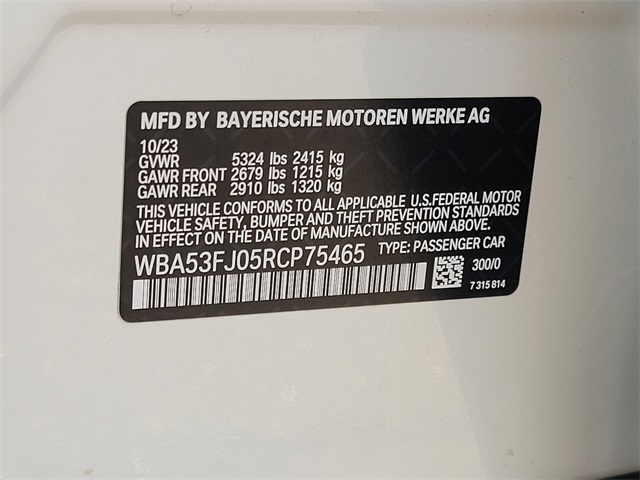 MFD BY BAYERISCHE MOTOREN WERKE AG
10/23
GVWR 5324 lbs 2415 kg
GAWR FRONT 2679 lbs 1215 kg
GAWR REAR 2910 lbs 1320 kg
THIS VEHICLE CONFORMS TO ALL APPLICABLE U.S.FEDERAL MOTOR
VEHICLE SAFETY, BUMPER AND THEFT PREVENTION STANDARDS
IN EFFECT ON THE DATE OF MANUFACTURE SHOWN ABOVE.
WBA53FJ05RCP75465 TYPE: PASSENGER CAR
300/0
7 315 814